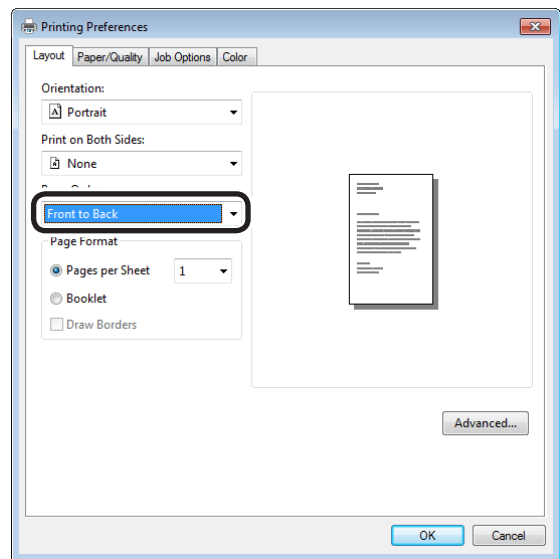 Printing Preferences
Layout Paper/Quality Job Options Color
Orientation:
Portrait
Print on Both Sides:
None
Front to Back
Page Format
Pages per Sheet 1
Booklet
Draw Borders
Advanced...
OK Cancel